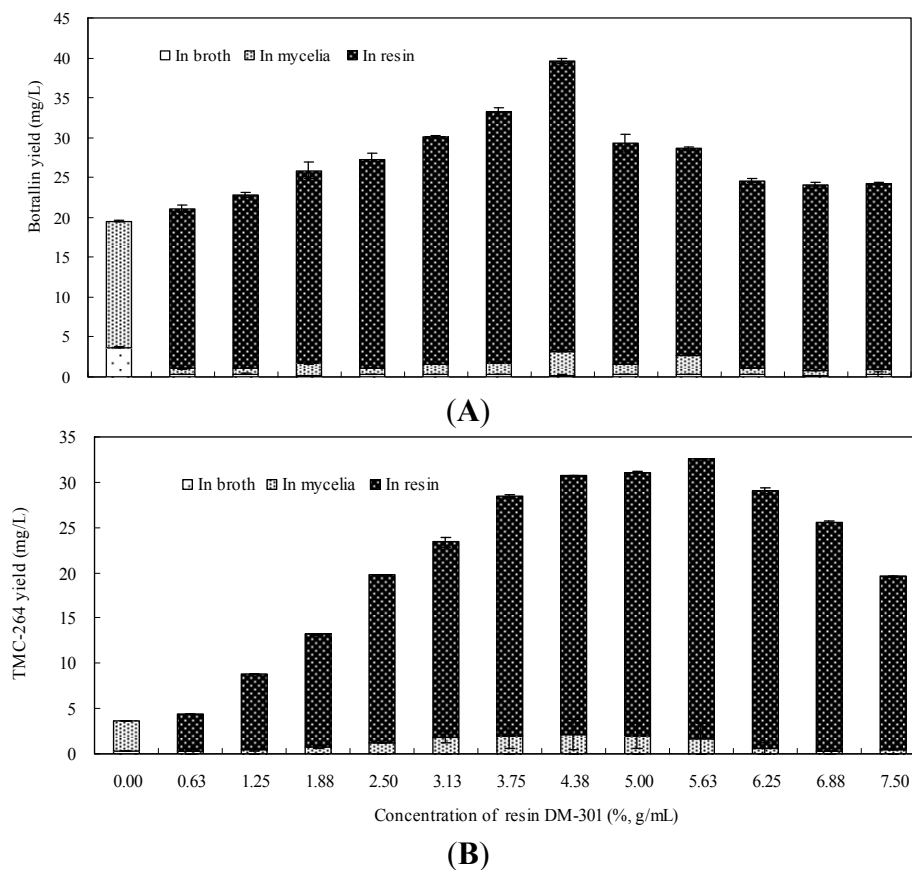 45
40
35
30
25
20
15
10
5
0
Botrallin yield (mg/L)
In broth In mycelia In resin
(A)
35
30
25
20
15
10
5
0
TMC-264 yield (mg/L)
In broth In mycelia In resin
0.00 0.63 1.25 1.88 2.50 3.13 3.75 4.38 5.00 5.63 6.25 6.88 7.50
Concentration of resin DM-301 (%, g/mL)
(B)